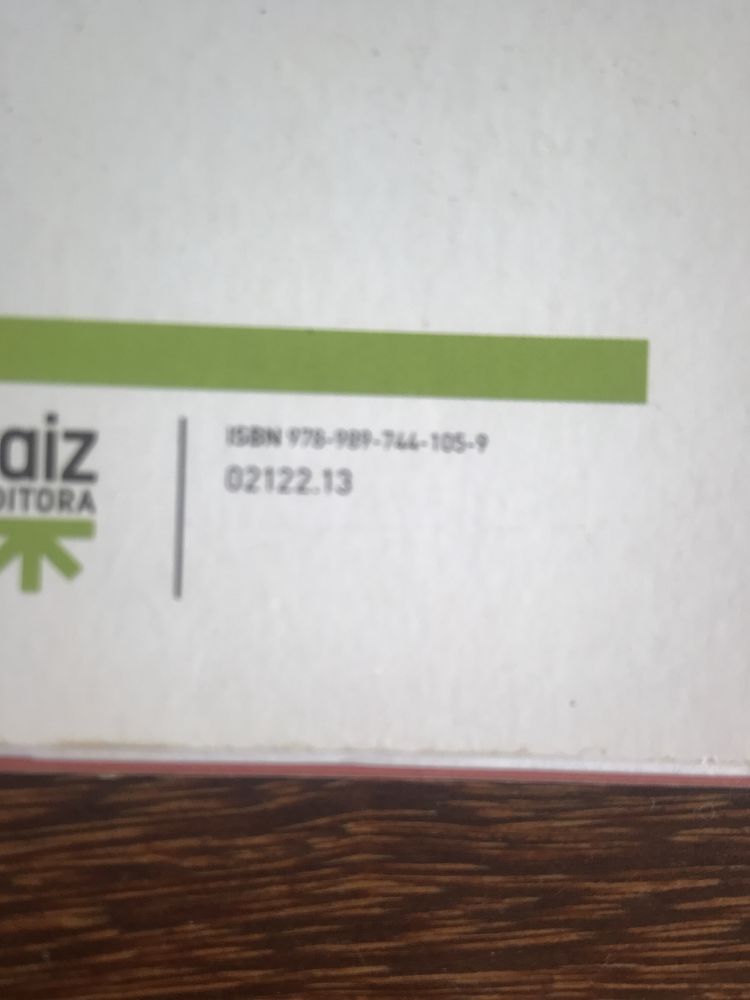 aiz
DITORA
ISBN 978-989-744-105-9
02122.13